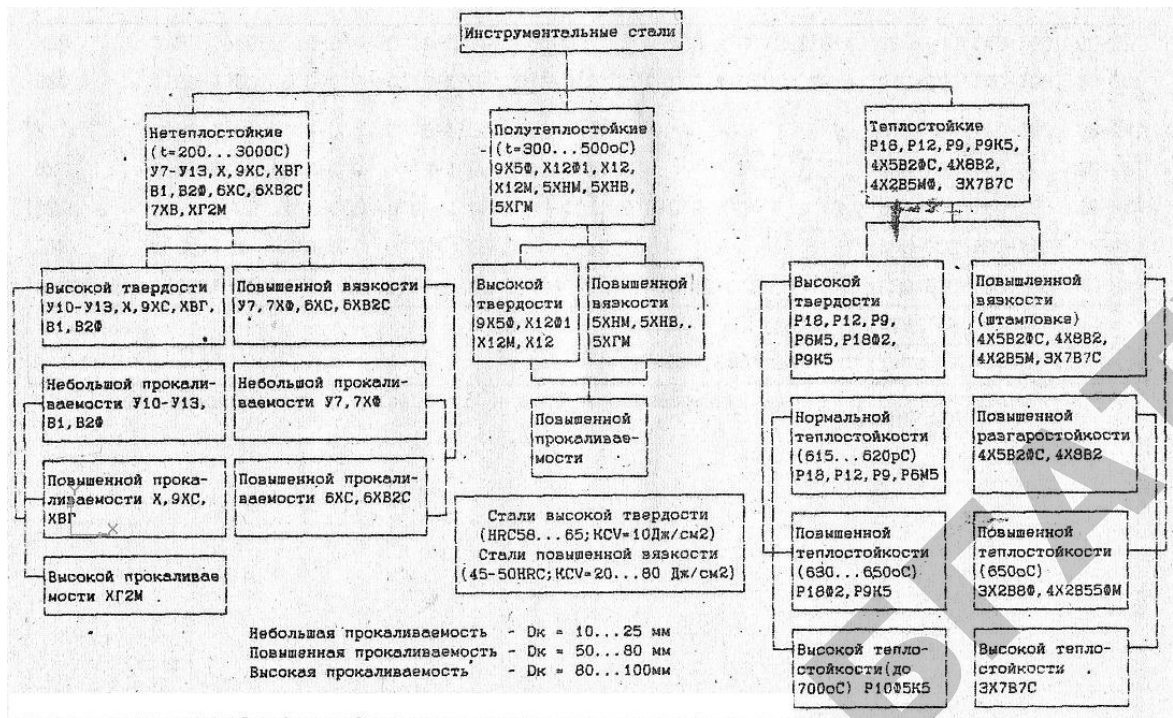 Инструментальные стали
Нетеплостойкие
(t=200...3000С)
У7-У13, Х, 9ХС, ХВГ
В1, В2Ф, 6ХС, 6ХВ2С
7ХВ, ХГ2М
Полутеплостойкие
(t=300...500оС)
9Х5Ф, Х12Ф1, Х12,
Х12М, 5ХНМ, 5ХНВ,
5ХГМ
Теплостойкие
Р18, Р12, Р9, Р9К5,
4Х5В2ФС, 4Х8В2,
4Х2В5МФ, 3Х7В7С
Высокой твердости
У10-У13, Х, 9ХС, ХВГ,
В1, В2Ф
Повышенной вязкости
У7, 7ХФ, 6ХС, 6ХВ2С
Высокой
твердости
9Х5Ф, Х12Ф1
Х12М, Х12
Повышенной
вязкости
5ХНМ, 5ХНВ,.
5ХГМ
Высокой
твердости
Р18, Р12, Р9,
Р6М5, Р18Ф2,
Р9К5
Повышленной
вязкости
(штамповка)
4Х5В2ФС, 4Х8В2,
4Х2В5М, 3Х7В7С
Небольшой прокали-
ваемости У10-У13,
В1, В2Ф
Небольшой прокали-
ваемости У7, 7ХФ
Повышенной
прокаливае-
мости
Нормальной
теплостойкости
(615...620рС)
Р18, Р12, Р9, Р6М5
Повышенной
разгаростойкости
4Х5В2ФС, 4Х8В2
Повышенной прока-
ливаемости Х, 9ХС,
ХВГ
Повышенной прокали-
ваемости 6ХС, 6ХВ2С
Стали высокой твердости
(HRC58...65; KCV=10Дж/см2)
Стали повышенной вязкости
(45-50HRC; KCV=20...80 Дж/см2)
Повышенной
теплостойкости
(630...650оС)
Р18Ф2, Р9К5
Повышенной
теплостойкости
(650оС)
3Х2В8Ф, 4Х2В55ФМ
Высокой прокаливае
мости ХГ2М
Небольшая прокаливаемость - Dк = 10...25 мм
Повышенная прокаливаемость - Dк = 50...80 мм
Высокая прокаливаемость - Dк = 80...100мм
Высокой тепло-
стойкости(до
700оС) Р10Ф5К5
Высокой тепло-
стойкости
3Х7В7С
БГАТ